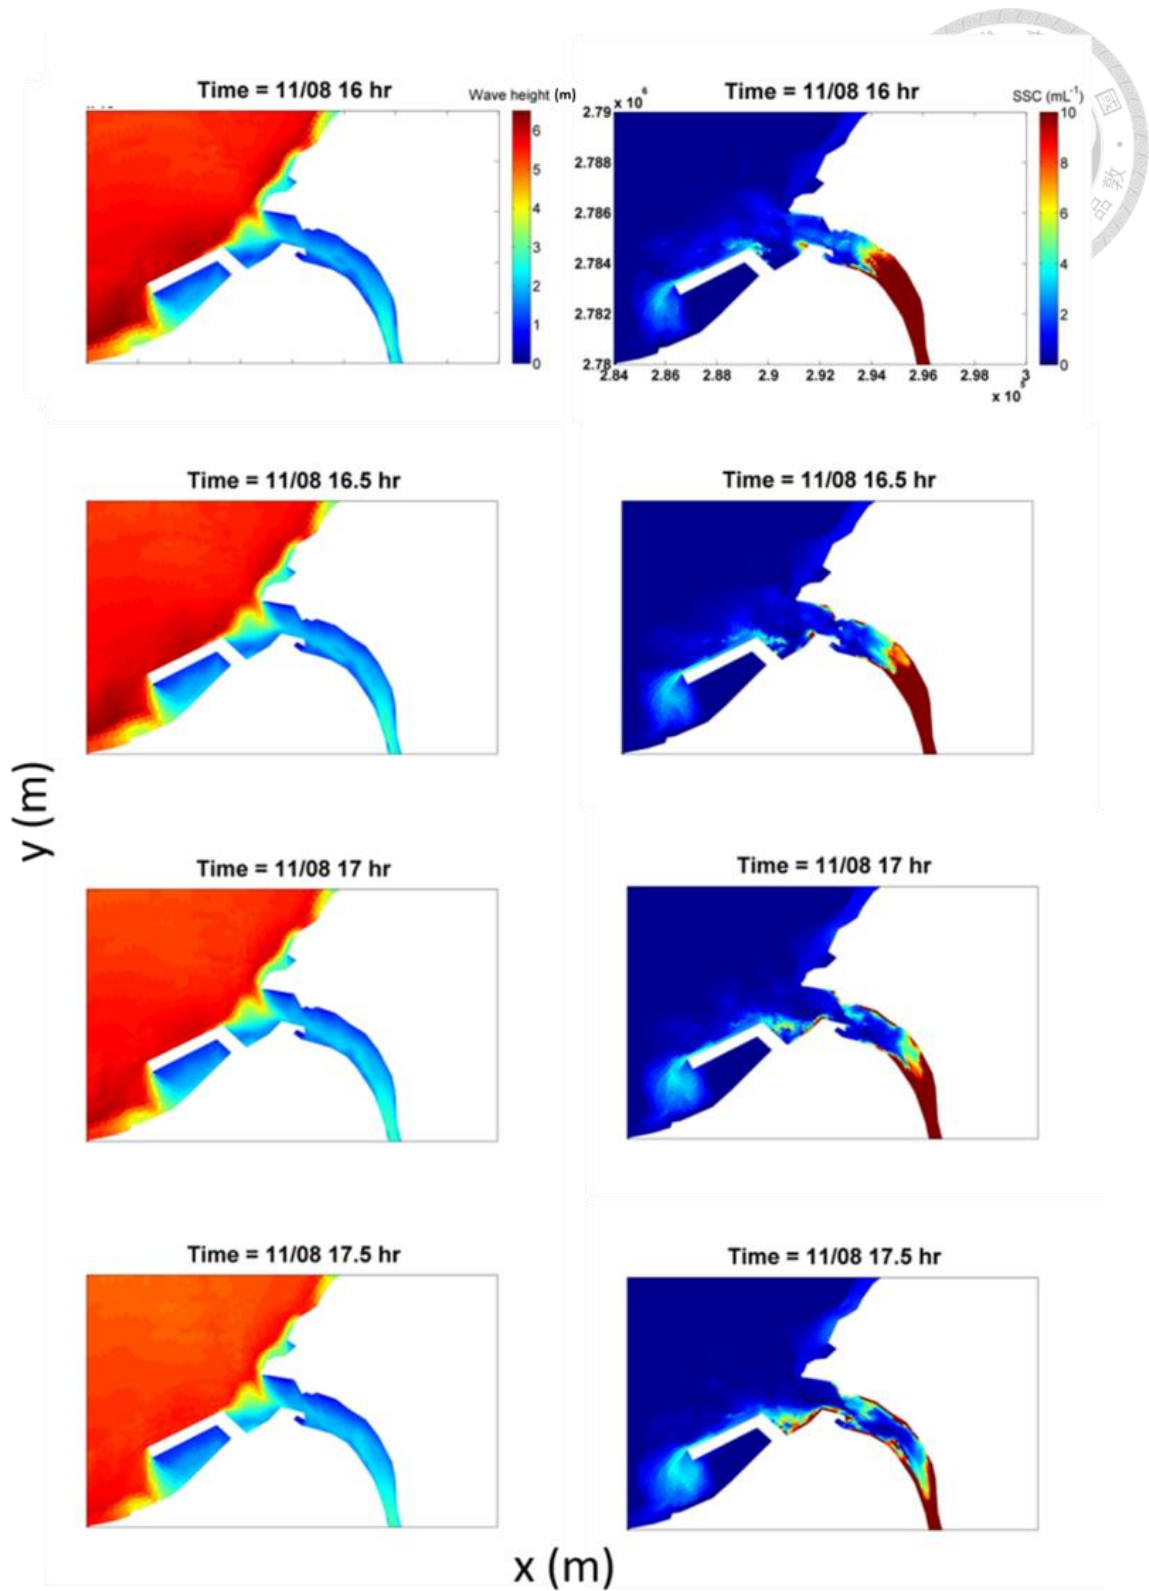 Time = 11/08 16 hr
Wave height (m)
6
5
4
3
2
1
0
Time = 11/08 16 hr
SSC (mL⁻¹)
x 10⁶
2.79
2.788
2.786
2.784
2.782
2.78
2.84 2.86 2.88 2.9 2.92 2.94 2.96 2.98 3
x 10⁵
10
8
6
4
2
0
國
敦
品
Time = 11/08 16.5 hr
Time = 11/08 16.5 hr
y (m)
Time = 11/08 17 hr
Time = 11/08 17 hr
Time = 11/08 17.5 hr
Time = 11/08 17.5 hr
x (m)